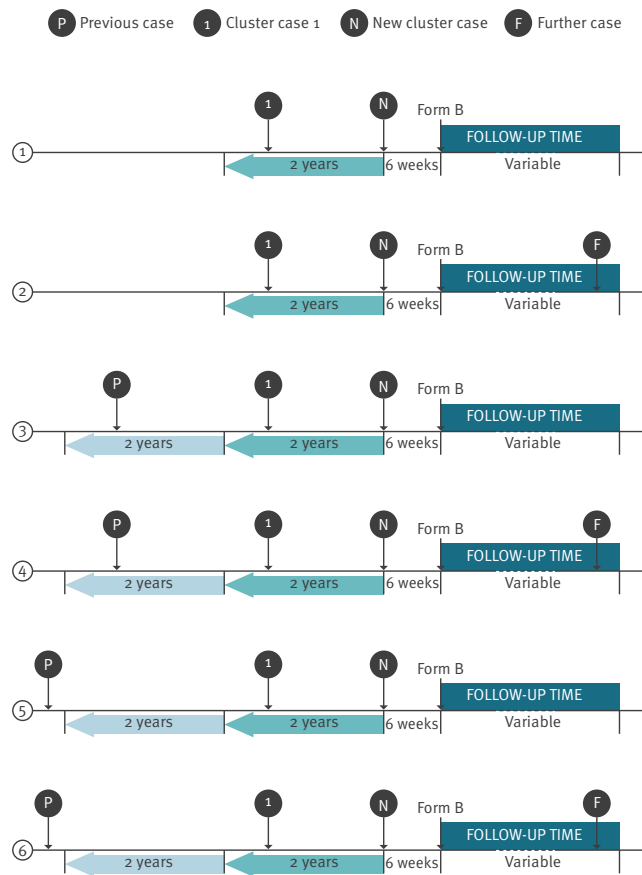 P Previous case 1 Cluster case 1 N New cluster case F Further case
1 N Form B
FOLLOW-UP TIME
1 2 years 6 weeks Variable
1 N Form B F
FOLLOW-UP TIME
2 2 years 6 weeks Variable
P 1 N Form B
FOLLOW-UP TIME
3 2 years 2 years 6 weeks Variable
P 1 N Form B F
FOLLOW-UP TIME
4 2 years 2 years 6 weeks Variable
P 1 N Form B
FOLLOW-UP TIME
5 2 years 2 years 6 weeks Variable
P 1 N Form B F
FOLLOW-UP TIME
6 2 years 2 years 6 weeks Variable